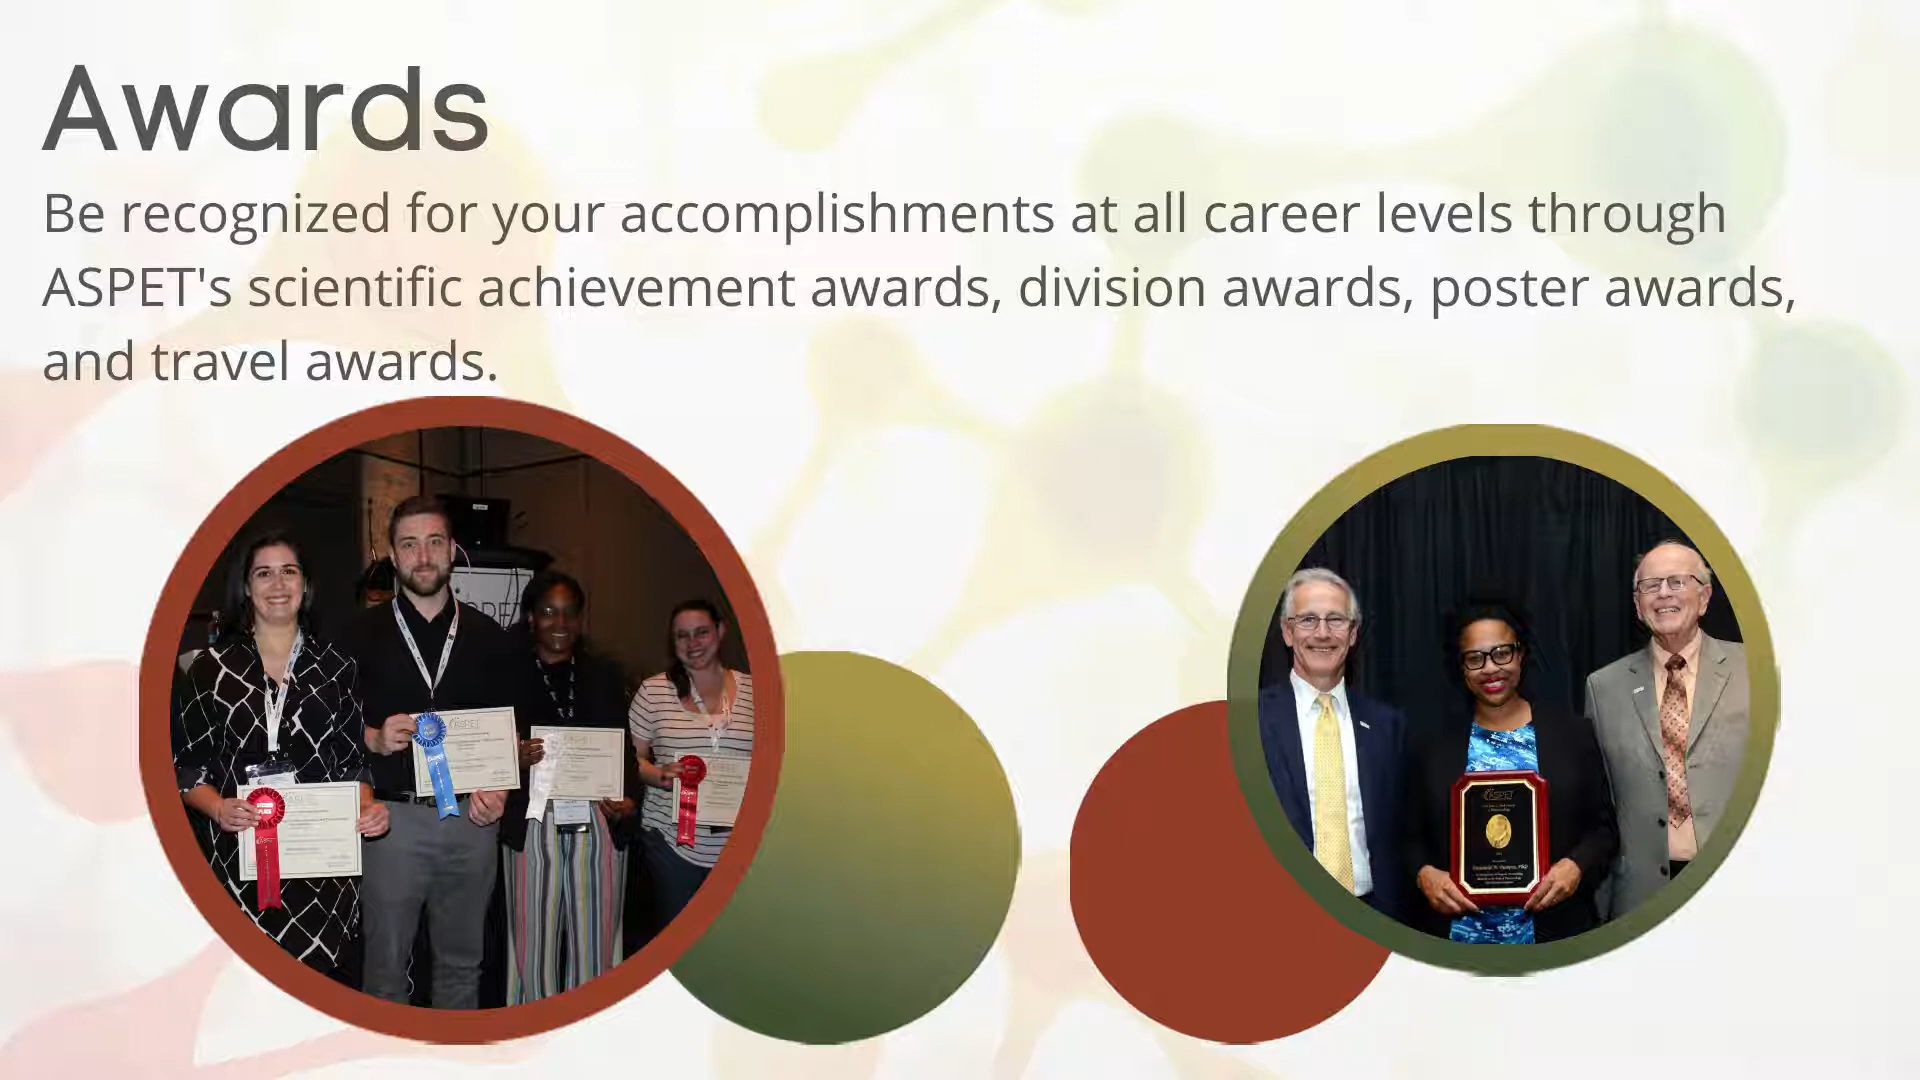 Awards
Be recognized for your accomplishments at all career levels through
ASPET's scientific achievement awards, division awards, poster awards,
and travel awards.
ASPET